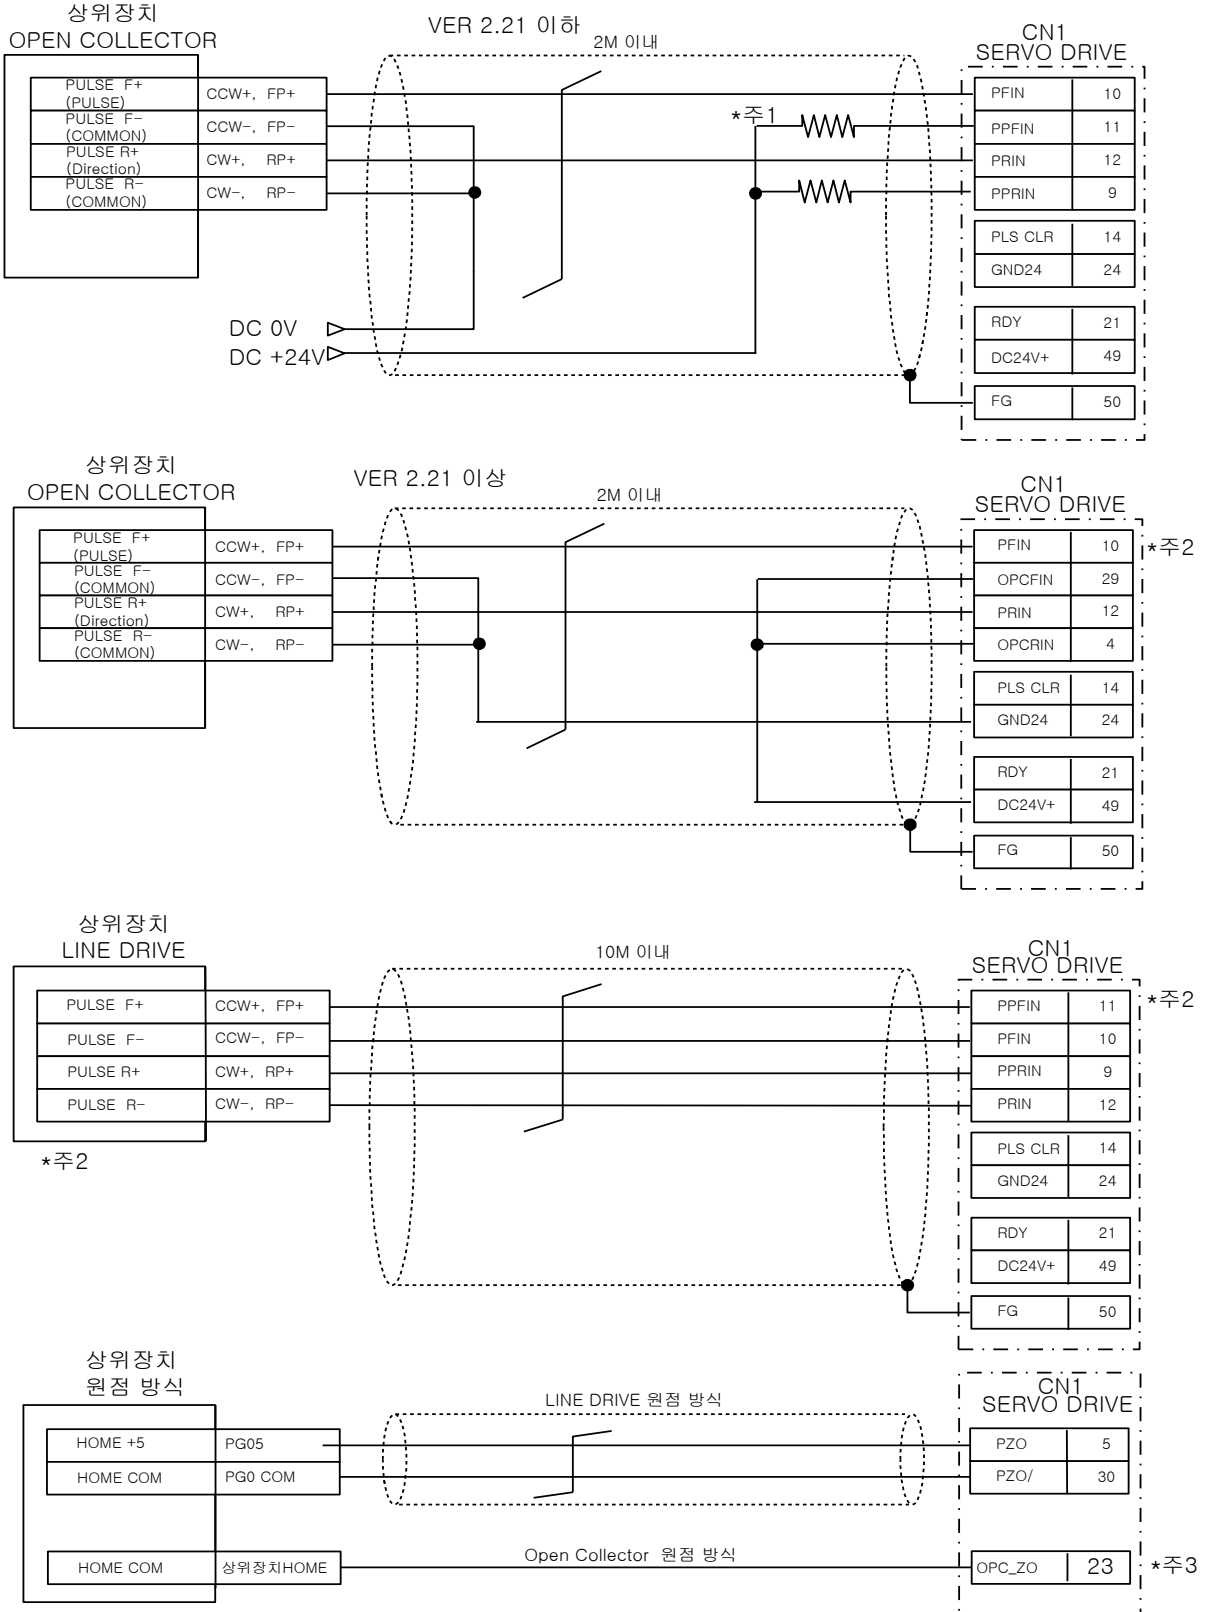 상위장치
OPEN COLLECTOR
VER 2.21 이하
2M 이내
CN1
SERVO DRIVE
PULSE F+
(PULSE)
CCW+, FP+
PFIN 10
PULSE F-
(COMMON)
CCW-, FP-
*주1
PPFIN 11
PULSE R+
(Direction)
CW+, RP+
PRIN 12
PULSE R-
(COMMON)
CW-, RP-
PPRIN 9
PLS CLR 14
GND24 24
DC 0V
RDY 21
DC +24V
DC24V+ 49
FG 50
상위장치
OPEN COLLECTOR
VER 2.21 이상
2M 이내
CN1
SERVO DRIVE
PULSE F+
(PULSE)
CCW+, FP+
PFIN 10
*주2
PULSE F-
(COMMON)
CCW-, FP-
OPCFIN 29
PULSE R+
(Direction)
CW+, RP+
PRIN 12
PULSE R-
(COMMON)
CW-, RP-
OPCRIN 4
PLS CLR 14
GND24 24
RDY 21
DC24V+ 49
FG 50
상위장치
LINE DRIVE
10M 이내
CN1
SERVO DRIVE
PULSE F+ CCW+, FP+
PPFIN 11
*주2
PULSE F- CCW-, FP-
PFIN 10
PULSE R+ CW+, RP+
PPRIN 9
PULSE R- CW-, RP-
PRIN 12
*주2
PLS CLR 14
GND24 24
RDY 21
DC24V+ 49
FG 50
상위장치
원점 방식
LINE DRIVE 원점 방식
CN1
SERVO DRIVE
HOME +5 PG05
PZO 5
HOME COM PG0 COM
PZO/ 30
HOME COM 상위장치HOME
Open Collector 원점 방식
OPC_ZO 23
*주3